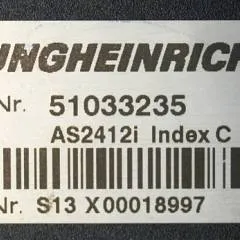 UNGHEINRICH
Nr. 51033235
AS2412i Index C
Nr. S13 X00018997